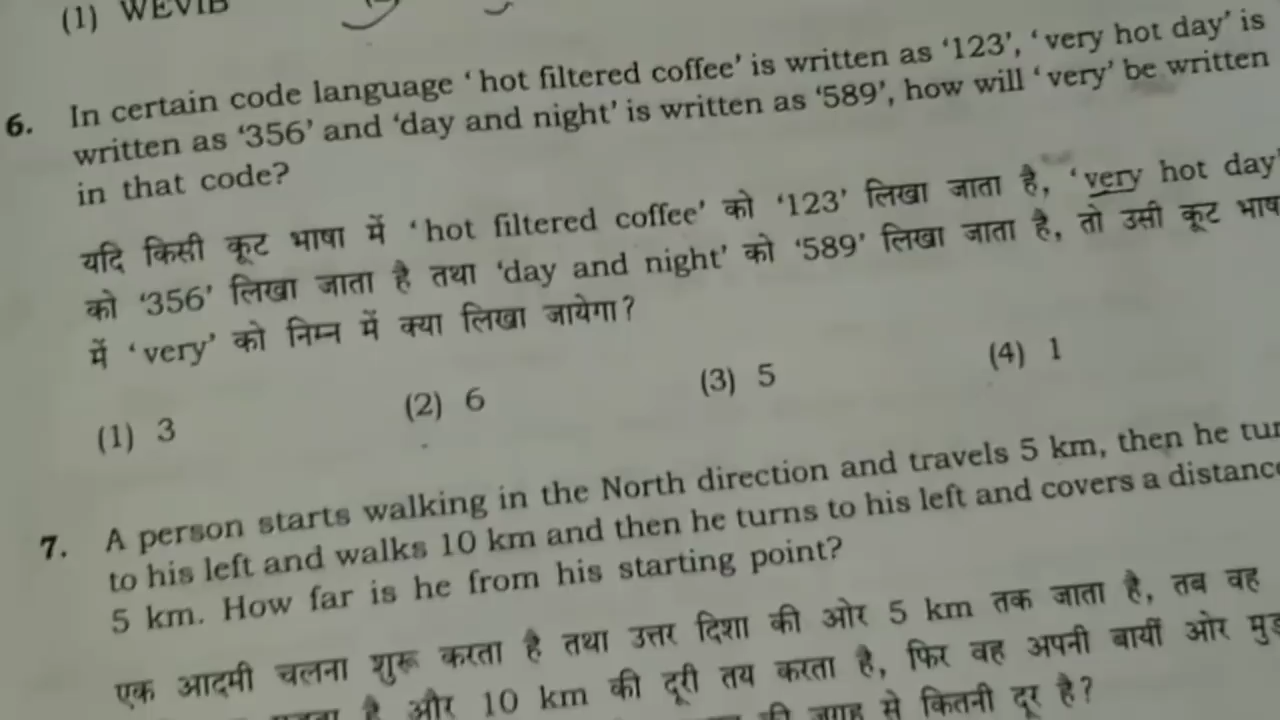 (1) WEVIB
6. In certain code language ‘hot filtered coffee’ is written as ‘123’, ‘very hot day’ is
written as ‘356’ and ‘day and night’ is written as ‘589’, how will ‘very’ be written
in that code?
यदि किसी कूट भाषा में ‘hot filtered coffee’ को ‘123’ लिखा जाता है, ‘very hot day’
को ‘356’ लिखा जाता है तथा ‘day and night’ को ‘589’ लिखा जाता है, तो उसी कूट
में ‘very’ को निम्न में क्या लिखा जायेगा?
(1) 3 (2) 6 (3) 5 (4) 1
7. A person starts walking in the North direction and travels 5 km, then he
to his left and walks 10 km and then he turns to his left and covers a distance
5 km. How far is he from his starting point?
एक आदमी चलना शुरू करता है तथा उत्तर दिशा की ओर 5 km तक जाता है, तब वह
है और 10 km की दूरी तय करता है, फिर वह अपनी बायीं ओर
की जगह से कितनी दूर है?